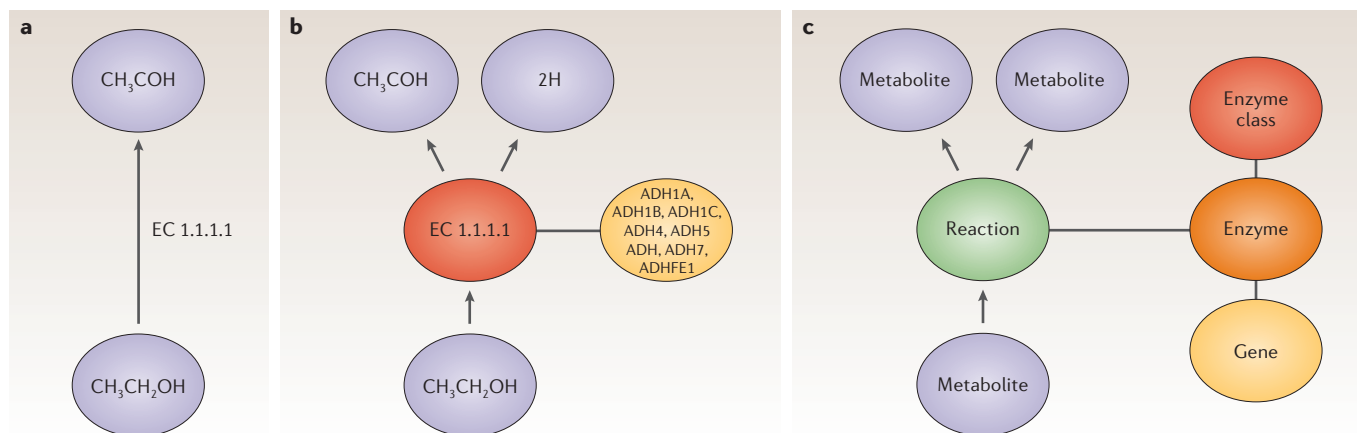 a
CH₃COH
EC 1.1.1.1
CH₃CH₂OH
b
CH₃COH
2H
EC 1.1.1.1
ADH1A,
ADH1B, ADH1C,
ADH4, ADH5
ADH, ADH7,
ADHFE1
CH₃CH₂OH
c
Metabolite
Metabolite
Enzyme
class
Reaction
Enzyme
Gene
Metabolite